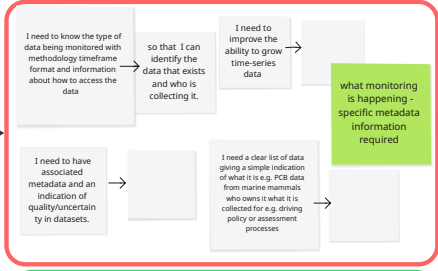 I need to know the type of
data being monitored with
methodology timeframe
format and information
about how to access the
data
so that I can
identify the
data that exists
and who is
collecting it.
I need to
improve the
ability to grow
time-series
data
what monitoring
is happening -
specific metadata
information
required
I need to have
associated
metadata and an
indication of
quality/uncertain
ty in datasets.
I need a clear list of data
giving a simple indication
of what it is e.g. PCB data
from marine mammals
who owns it what it is
collected for e.g. driving
policy or assessment
processes